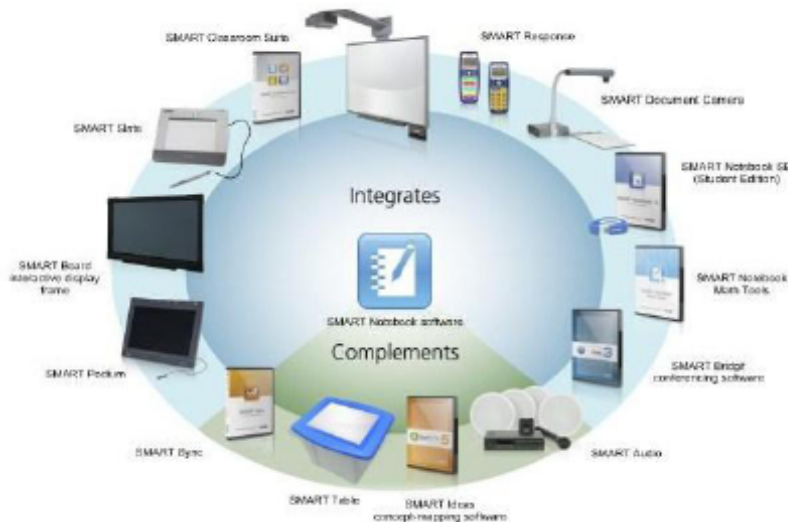 SMART Classroom Suite
SMART Response
SMART Document Camera
SMART Slate
SMART Notebook SE
(Student Edition)
Integrates
SMART Board
interactive display
frame
SMART Notebook
Math Tools
SMART Notebook software
Complements
SMART Podium
SMART Bridgit
conferencing software
SMART Sync
SMART Audio
SMART Table
SMART Ideas
concept-mapping software